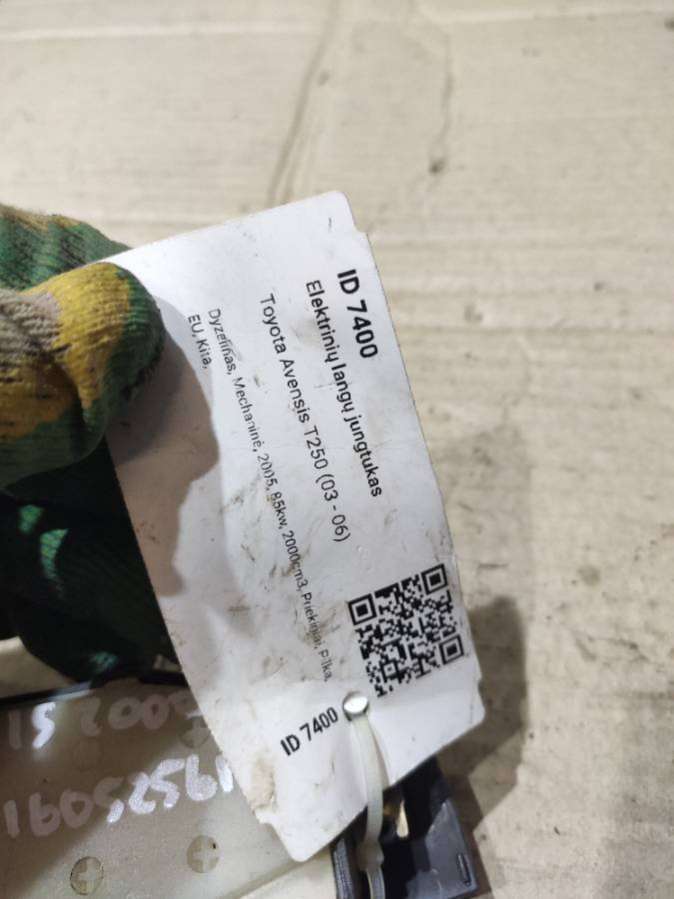 ID 7400
Elektrinių langų jungtukas
Toyota Avensis T250 (03 - 06)
Dyzelinas, Mechaninė, 2005, 85kw, 2000cm3, Priekiniai, pilka,
EU, Kita,
ID 7400